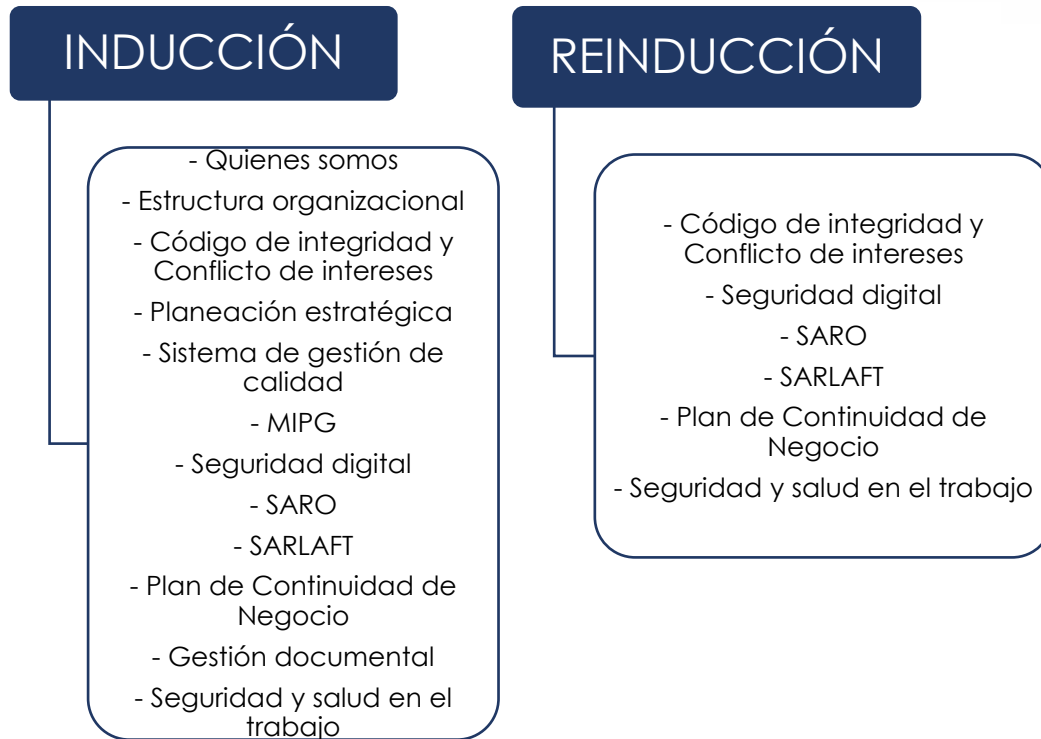 INDUCCIÓN
- Quienes somos
- Estructura organizacional
- Código de integridad y
Conflicto de intereses
- Planeación estratégica
- Sistema de gestión de
calidad
- MIPG
- Seguridad digital
- SARO
- SARLAFT
- Plan de Continuidad de
Negocio
- Gestión documental
- Seguridad y salud en el
trabajo
REINDUCCIÓN
- Código de integridad y
Conflicto de intereses
- Seguridad digital
- SARO
- SARLAFT
- Plan de Continuidad de
Negocio
- Seguridad y salud en el trabajo